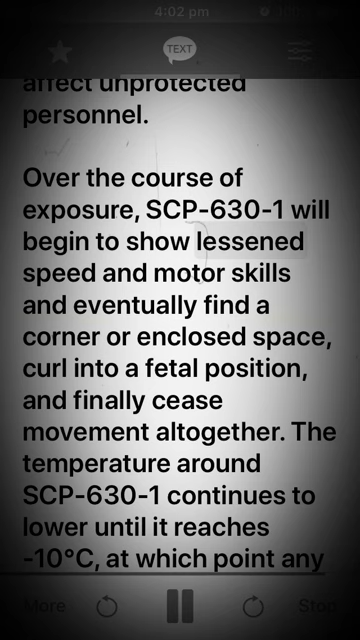 4:02 pm
TEXT
affect unprotected
personnel.
Over the course of
exposure, SCP-630-1 will
begin to show lessened
speed and motor skills
and eventually find a
corner or enclosed space,
curl into a fetal position,
and finally cease
movement altogether. The
temperature around
SCP-630-1 continues to
lower until it reaches
-10°C, at which point any
More
Stop